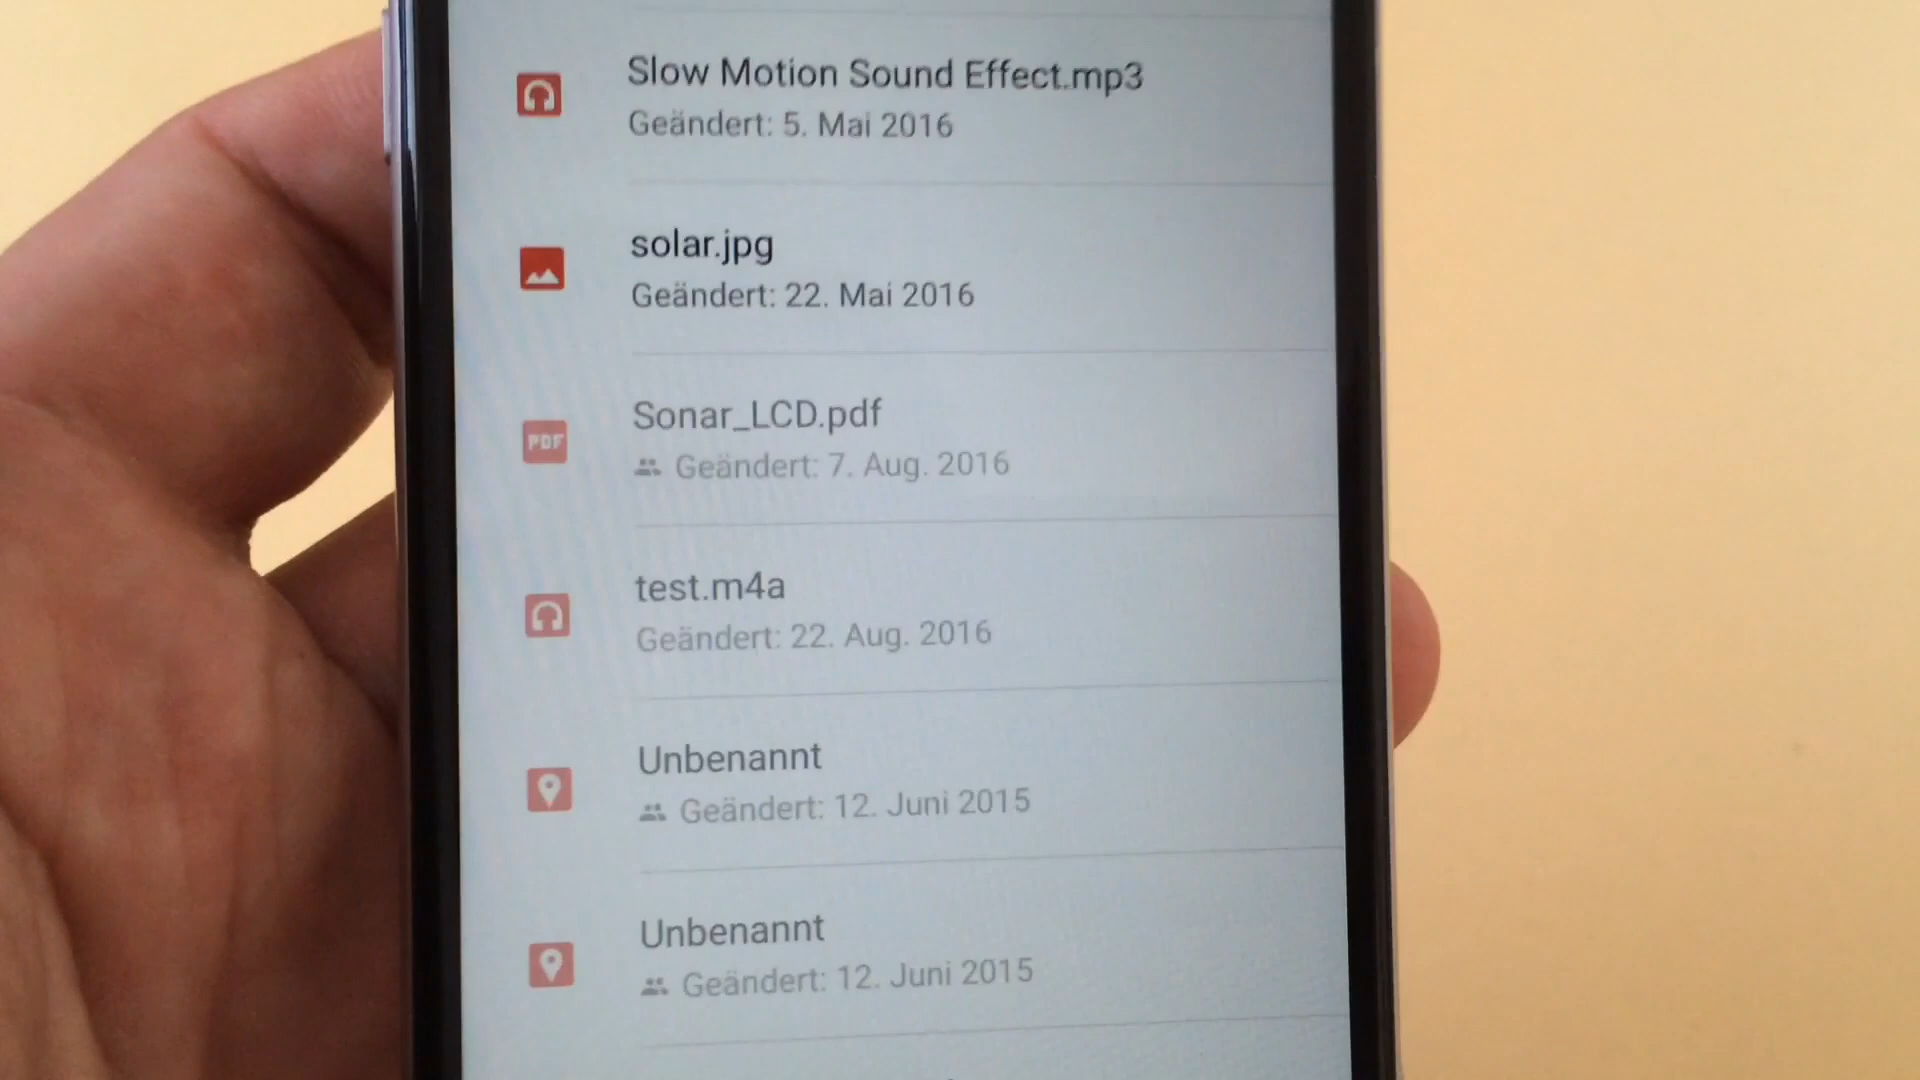 Slow Motion Sound Effect.mp3
Geändert: 5. Mai 2016
solar.jpg
Geändert: 22. Mai 2016
Sonar_LCD.pdf
PDF
Geändert: 7. Aug. 2016
test.m4a
Geändert: 22. Aug. 2016
Unbenannt
Geändert: 12. Juni 2015
Unbenannt
Geändert: 12. Juni 2015